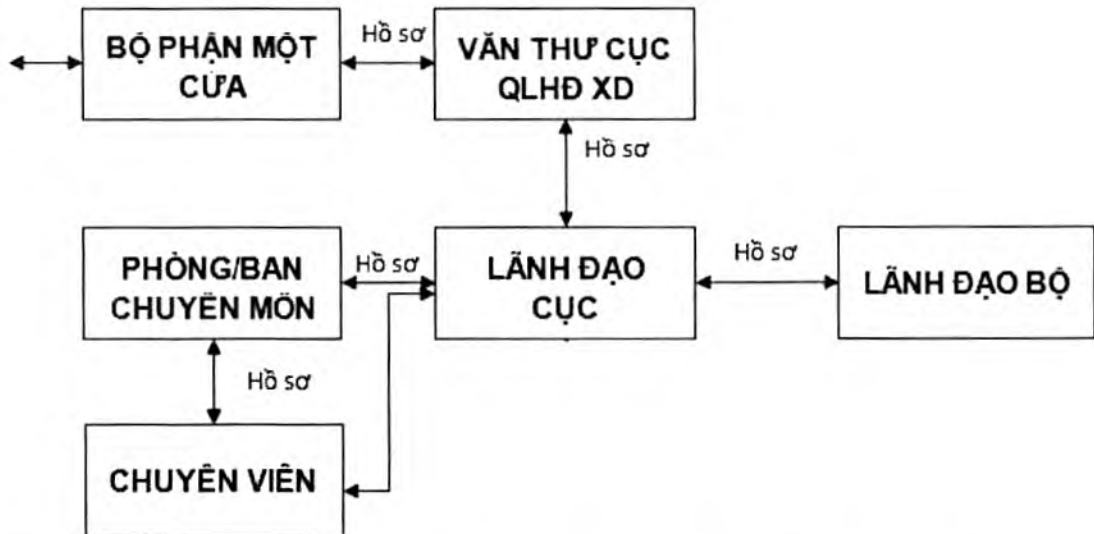 BỘ PHẬN MỘT
CỬA
Hồ sơ
VĂN THƯ CỤC
QLHĐ XD
Hồ sơ
PHÒNG/BAN
CHUYÊN MÔN
Hồ sơ
LÃNH ĐẠO
CỤC
Hồ sơ
LÃNH ĐẠO BỘ
Hồ sơ
CHUYÊN VIÊN